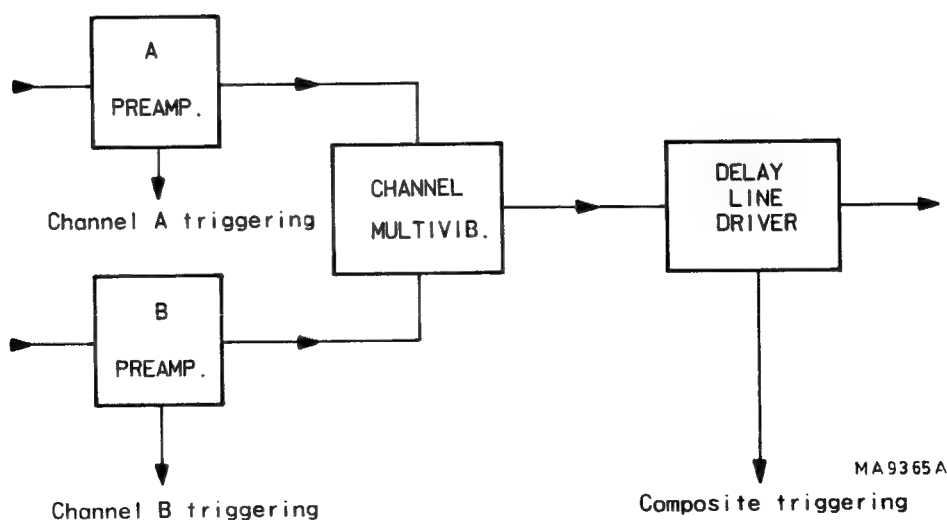 A
PREAMP.
Channel A triggering
B
PREAMP.
Channel B triggering
CHANNEL
MULTIVIB.
DELAY
LINE
DRIVER
Composite triggering
MA9365A